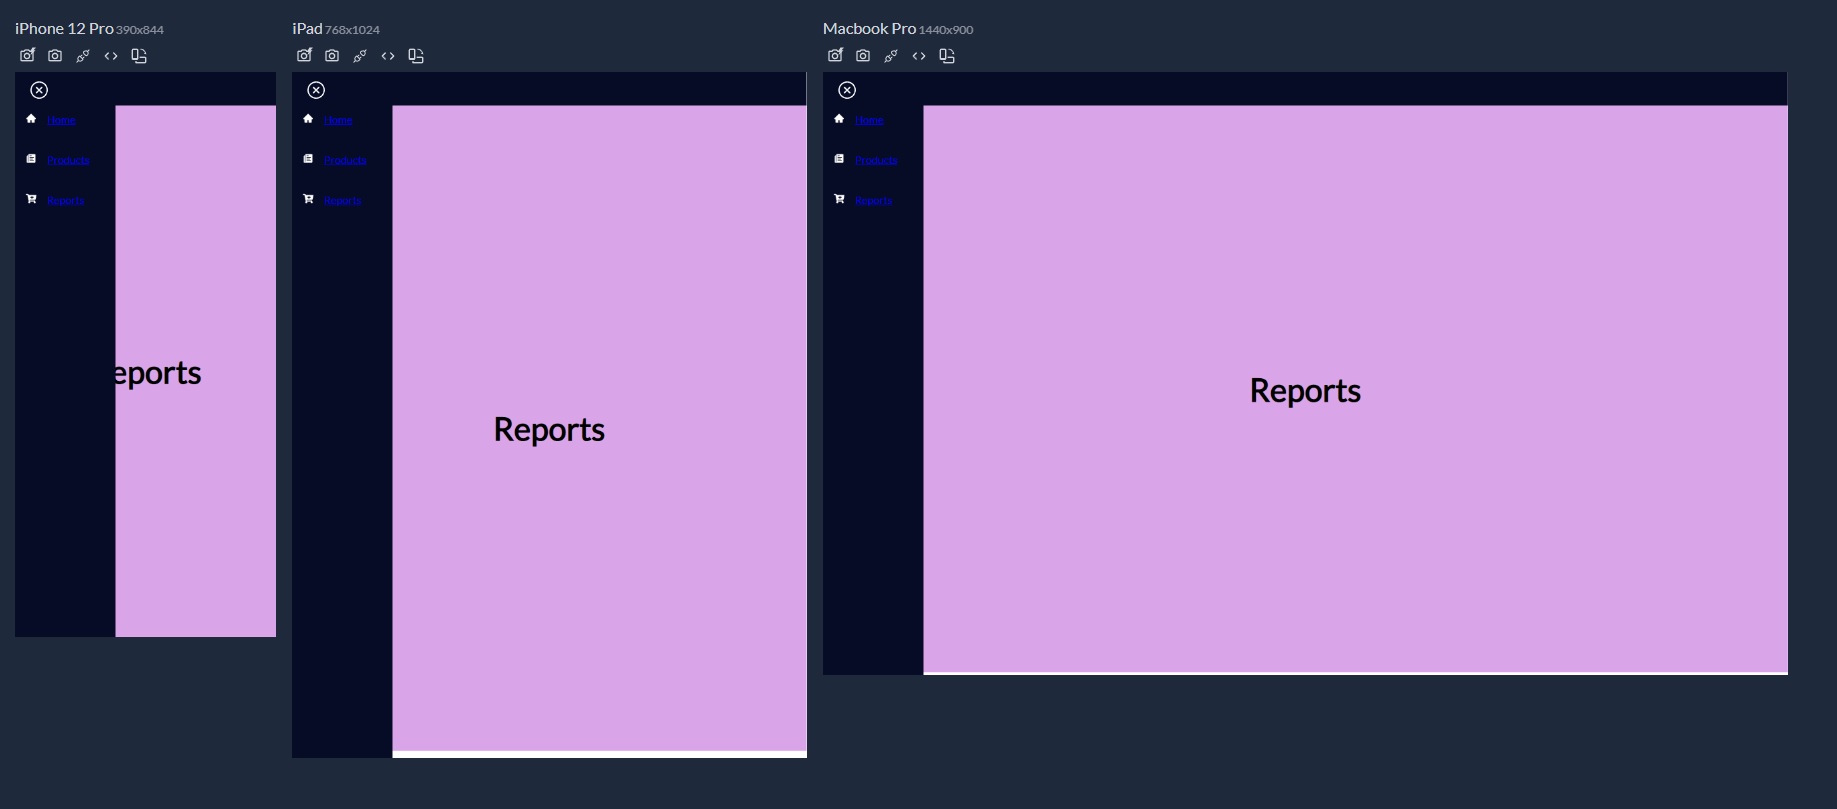 iPhone 12 Pro 390x844
Home
Products
Reports
eports
iPad 768x1024
Home
Products
Reports
Reports
Macbook Pro 1440x900
Home
Products
Reports
Reports